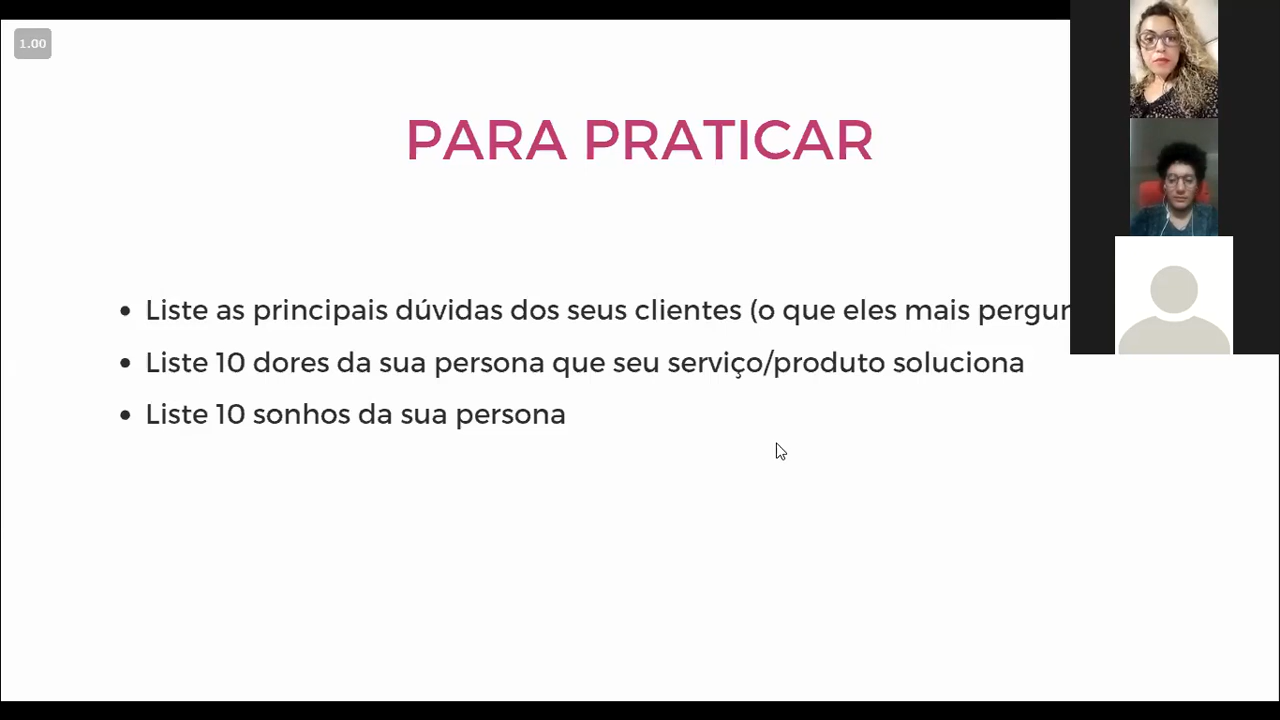 1.00
PARA PRATICAR
• Liste as principais dúvidas dos seus clientes (o que eles mais
• Liste 10 dores da sua persona que seu serviço/produto soluciona
• Liste 10 sonhos da sua persona